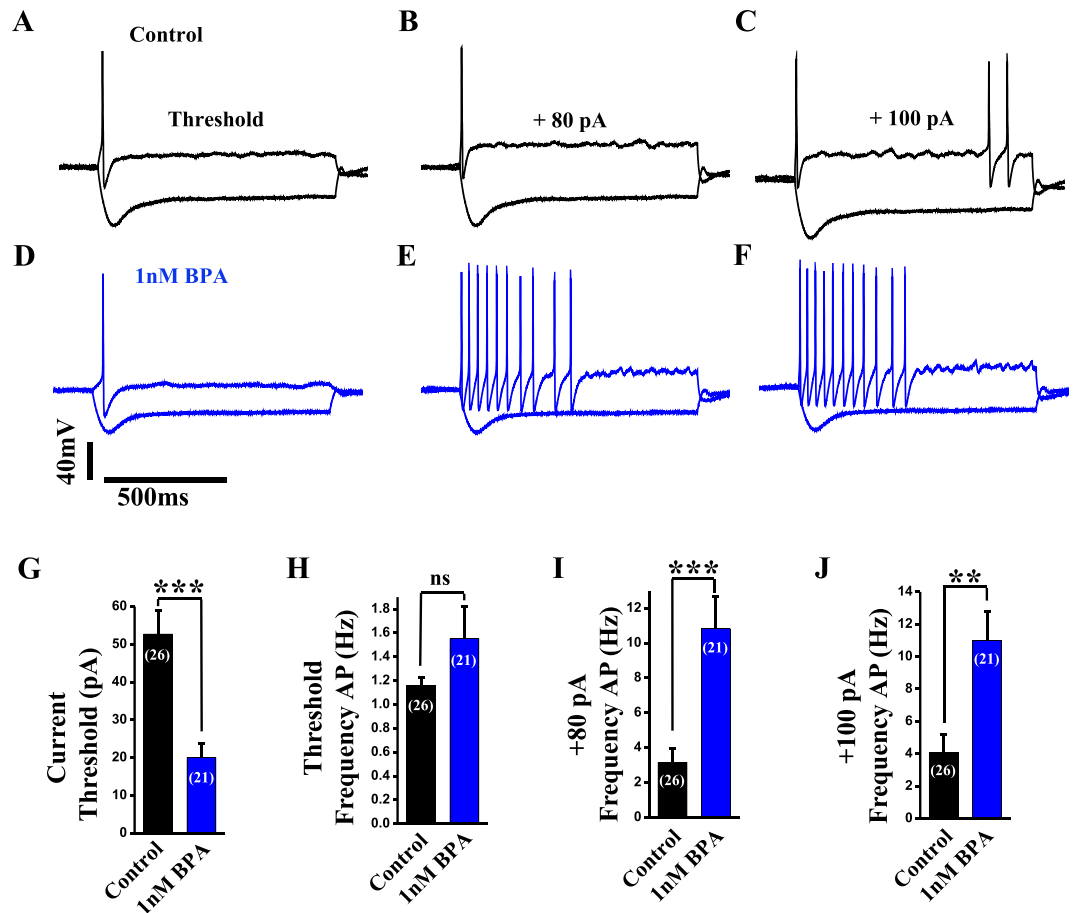 A
B
C
Control
Threshold
+ 80 pA
+ 100 pA
D
E
F
1nM BPA
40mV
500ms
G
H
I
J
***
ns
***
**
Current
Threshold (pA)
60
50
40
30
20
10
0
(26)
(21)
Control
1nM BPA
Threshold
Frequency AP (Hz)
1.8
1.6
1.4
1.2
1.0
0.8
0.6
0.4
0.2
0.0
(26)
(21)
Control
1nM BPA
+80 pA
Frequency AP (Hz)
12
10
8
6
4
2
0
(26)
(21)
Control
1nM BPA
+100 pA
Frequency AP (Hz)
14
12
10
8
6
4
2
0
(26)
(21)
Control
1nM BPA